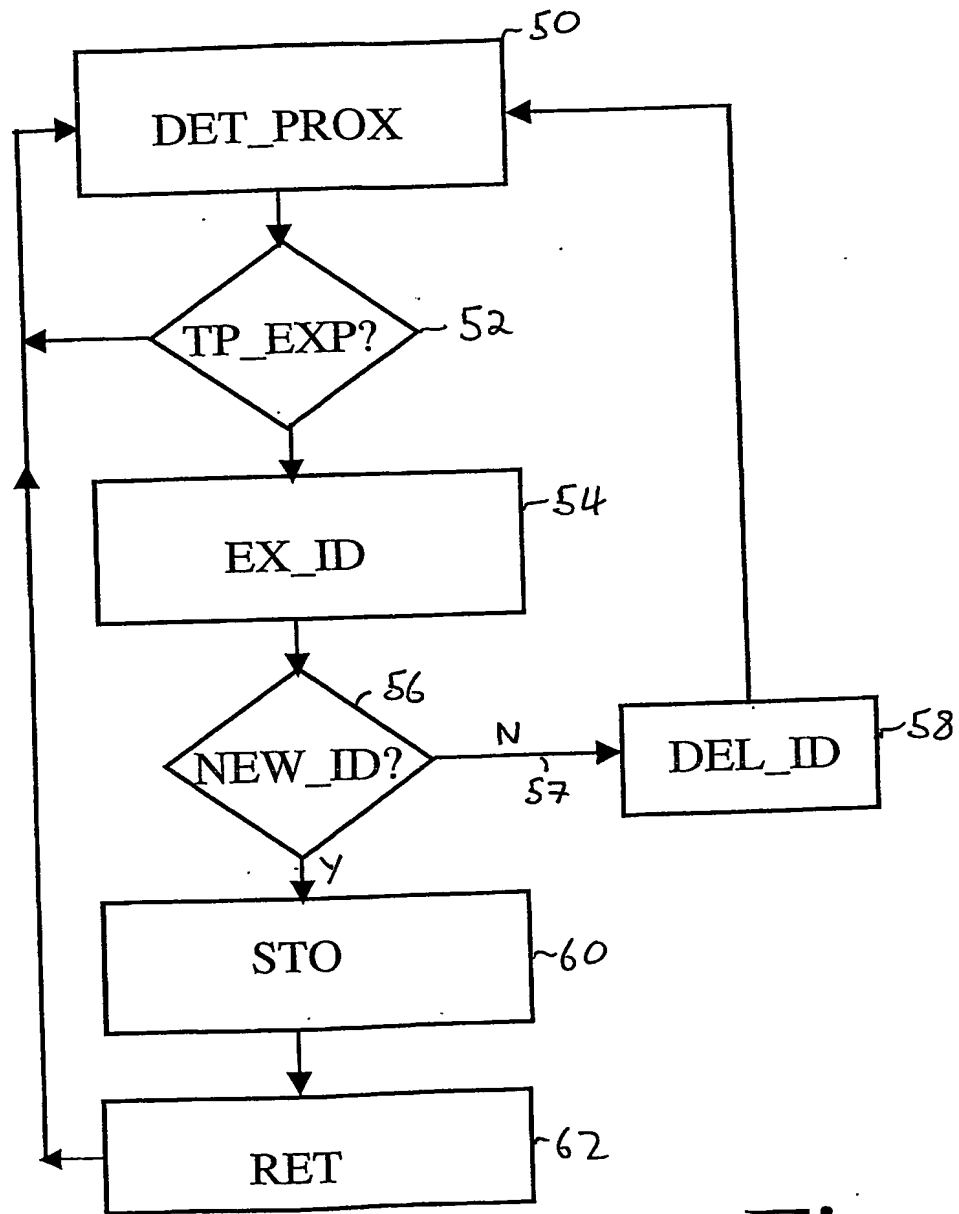 50
DET_PROX
TP_EXP?
52
54
EX_ID
56
NEW_ID?
N
57
DEL_ID
58
Y
STO
60
RET
62